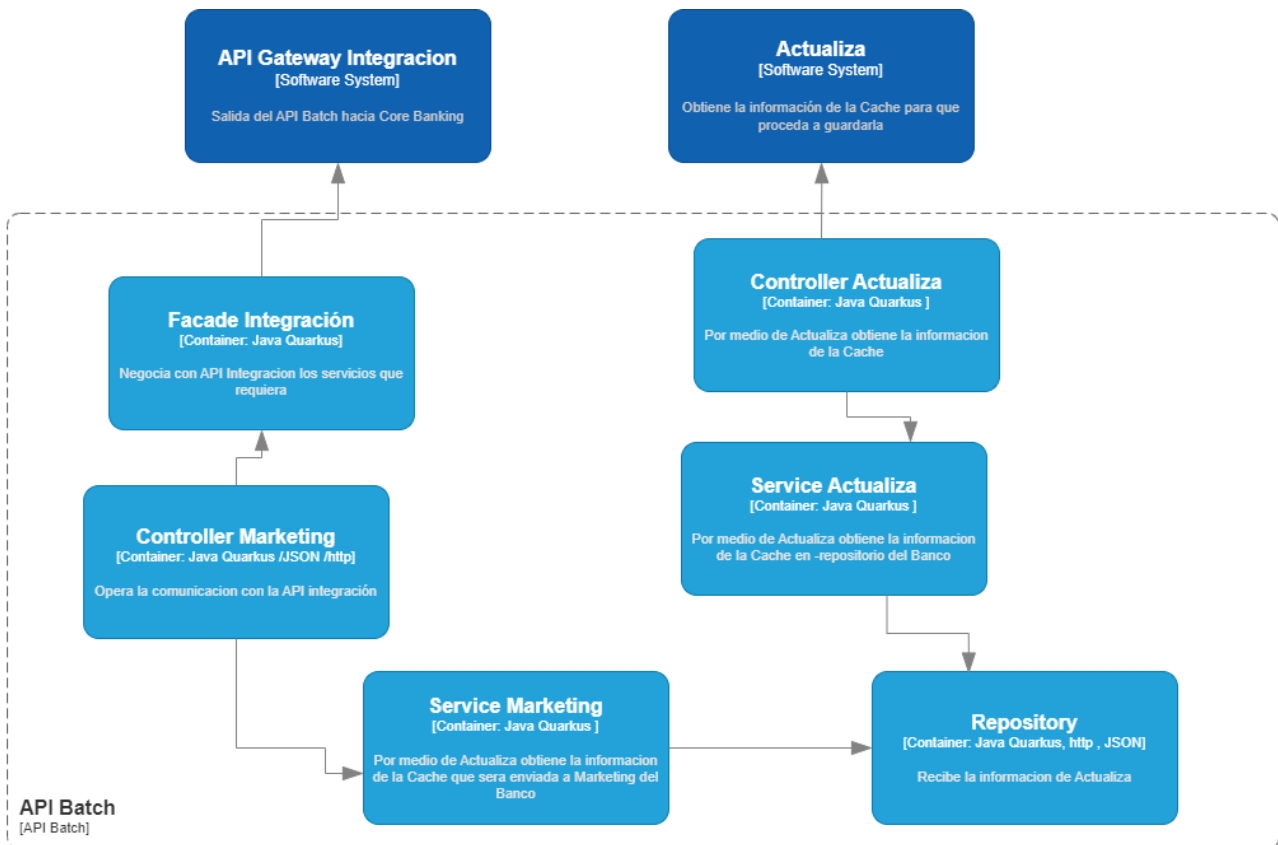 API Gateway Integracion
[Software System]
Salida del API Batch hacia Core Banking
Actualiza
[Software System]
Obtiene la información de la Cache para que
proceda a guardarla
Facade Integración
[Container: Java Quarkus]
Negocia con API Integracion los servicios que
requiera
Controller Actualiza
[Container: Java Quarkus ]
Por medio de Actualiza obtiene la informacion
de la Cache
Controller Marketing
[Container: Java Quarkus /JSON /http]
Opera la comunicacion con la API integración
Service Actualiza
[Container: Java Quarkus ]
Por medio de Actualiza obtiene la informacion
de la Cache en -repositorio del Banco
Service Marketing
[Container: Java Quarkus ]
Por medio de Actualiza obtiene la informacion
de la Cache que sera enviada a Marketing del
Banco
Repository
[Container: Java Quarkus, http , JSON]
Recibe la informacion de Actualiza
API Batch
[API Batch]